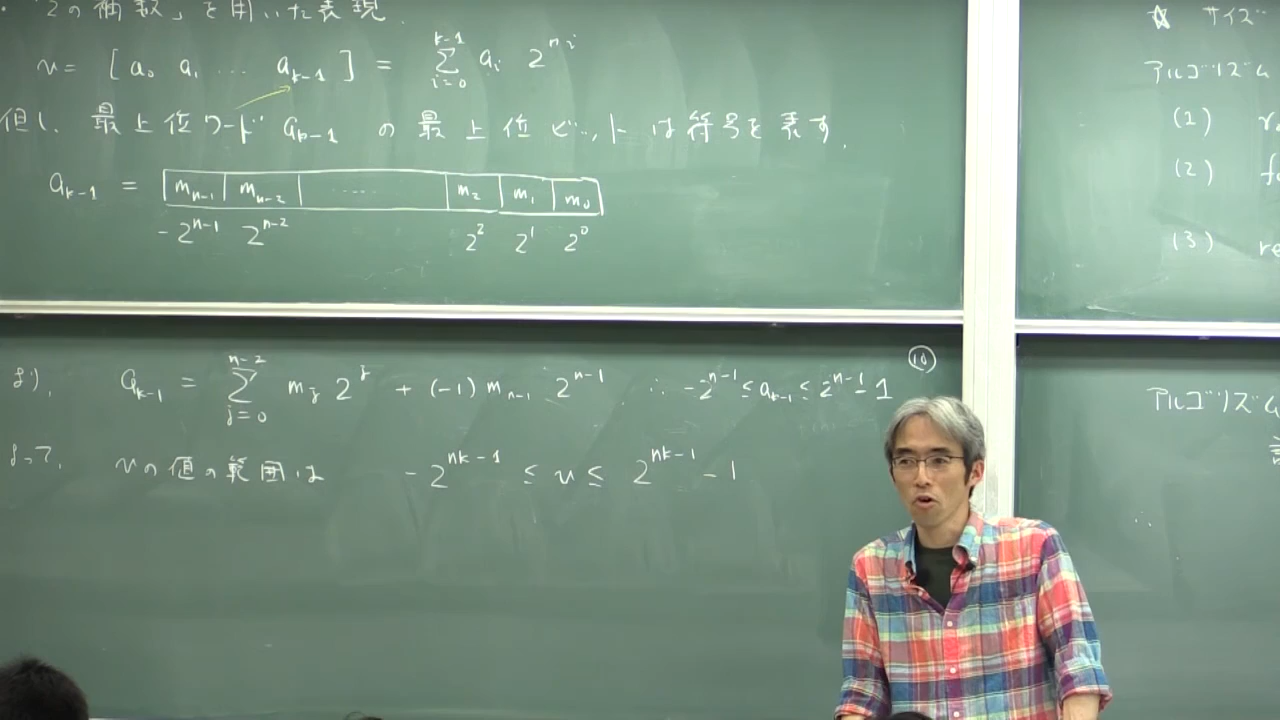 「2の補数」を用いた表現.
u = [a₀ a₁ … a_{k-1}] = Σ_{i=0}^{k-1} a_i 2^{ni}
但し、最上位ワード a_{k-1} の最上位ビットは符号を表す.
a_{k-1} = m_{n-1} m_{n-2} …… m₂ m₁ m₀
-2^{n-1} 2^{n-2} 2² 2¹ 2⁰
より, a_{k-1} = Σ_{j=0}^{n-2} m_j 2^j + (-1) m_{n-1} 2^{n-1} ∴ -2^{n-1} ≤ a_{k-1} ≤ 2^{n-1} - 1 ⑩
よって, uの値の範囲は -2^{nk-1} ≤ u ≤ 2^{nk-1} - 1
☆ サイズ
アルゴリズム
(1)
(2) fo
(3) re
アルゴリズム